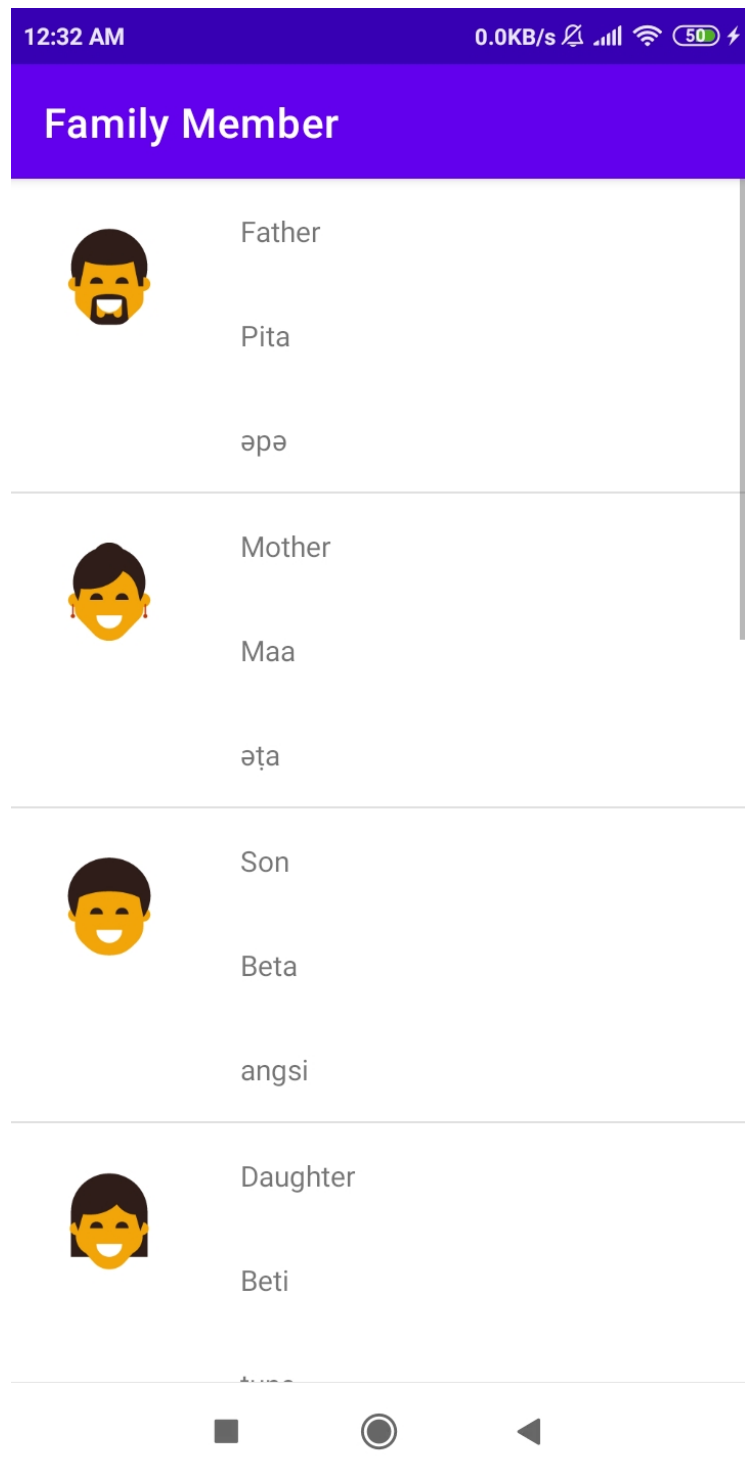 12:32 AM 0.0KB/s 50
Family Member
Father
Pita
əpə
Mother
Maa
əṭa
Son
Beta
angsi
Daughter
Beti